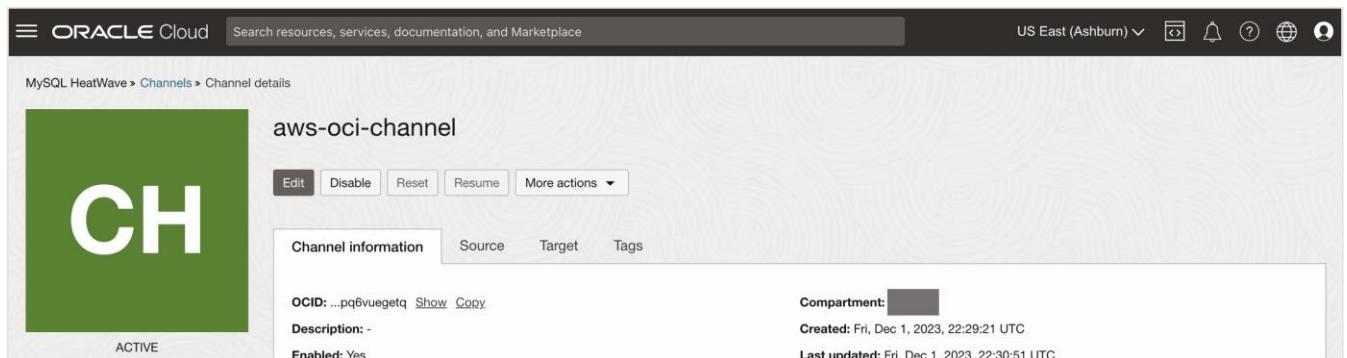 ORACLE Cloud
Search resources, services, documentation, and Marketplace
US East (Ashburn)
MySQL HeatWave » Channels » Channel details
CH
ACTIVE
aws-oci-channel
Edit Disable Reset Resume More actions
Channel information Source Target Tags
OCID: ...pq6vuegetq Show Copy
Compartment:
Description: -
Created: Fri, Dec 1, 2023, 22:29:21 UTC
Enabled: Yes
Last updated: Fri, Dec 1, 2023, 22:30:51 UTC